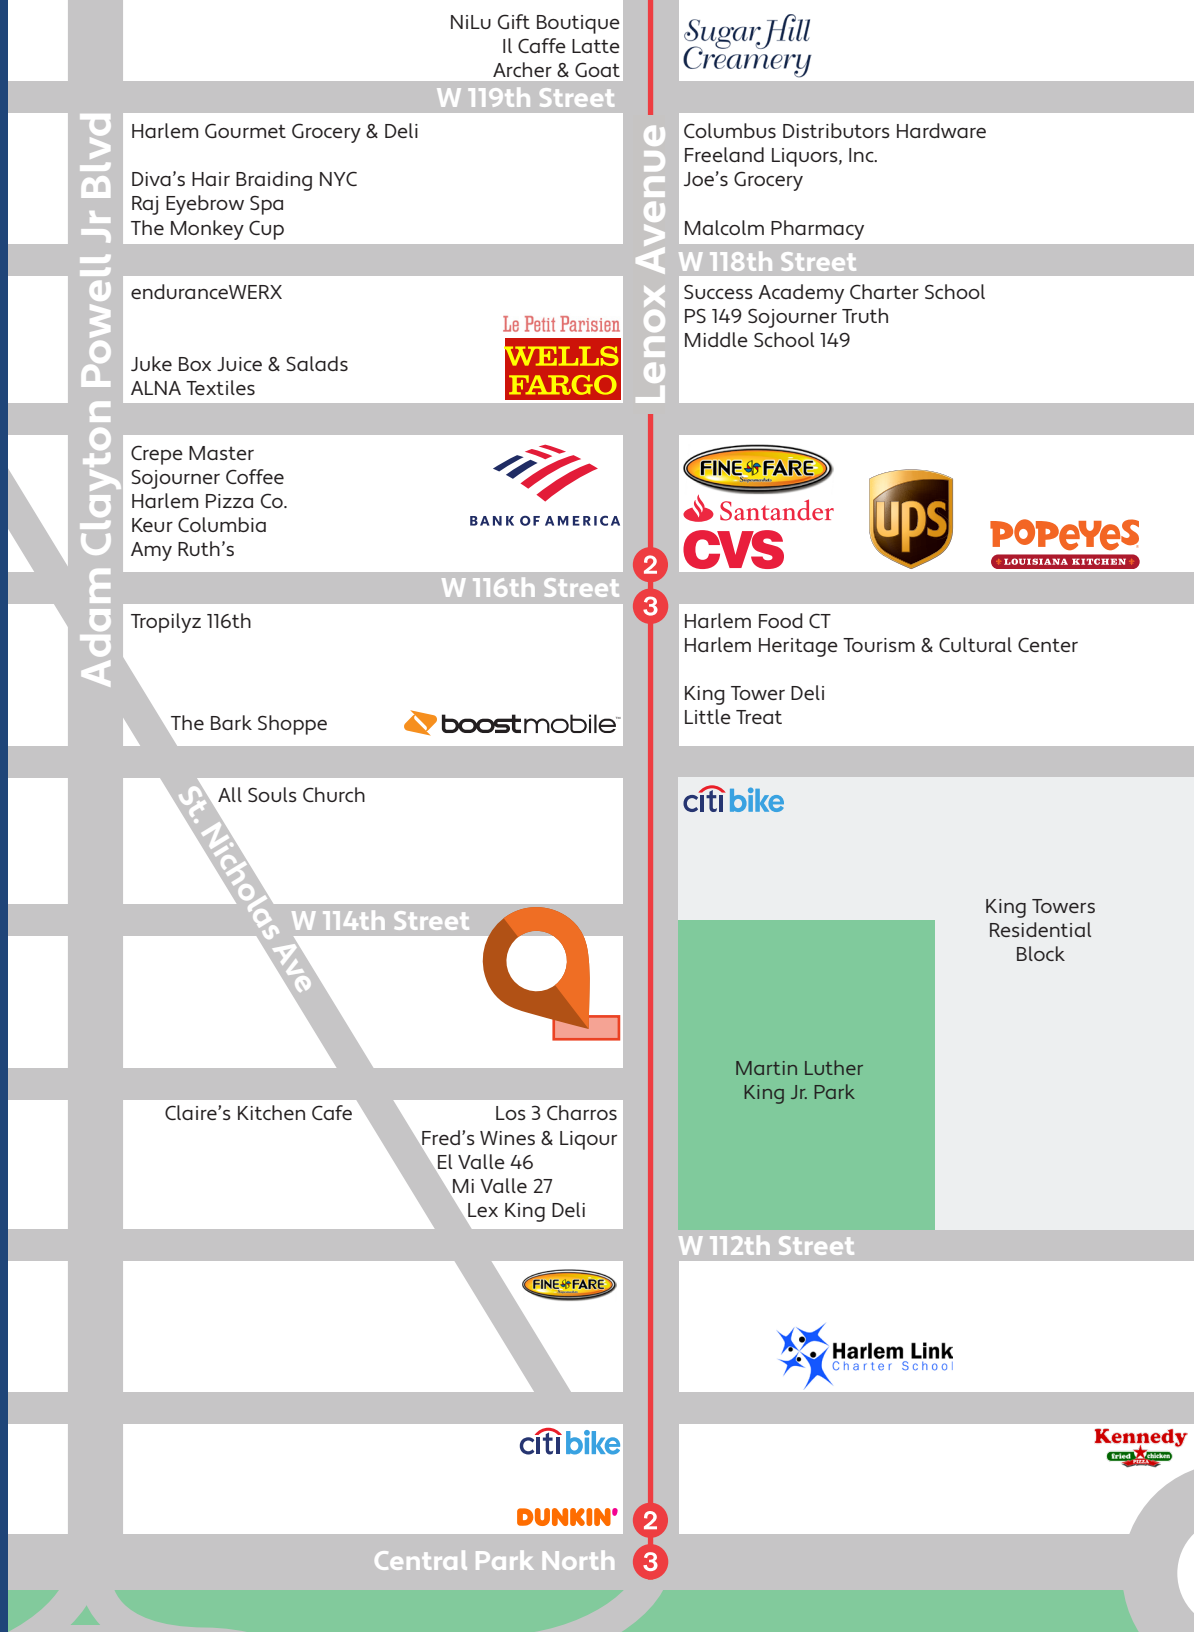 NiLu Gift Boutique
Il Caffe Latte
Archer & Goat
Sugar Hill
Creamery
W 119th Street
Adam Clayton Powell Jr Blvd
Lenox Avenue
Harlem Gourmet Grocery & Deli
Diva's Hair Braiding NYC
Raj Eyebrow Spa
The Monkey Cup
Columbus Distributors Hardware
Freeland Liquors, Inc.
Joe's Grocery
Malcolm Pharmacy
W 118th Street
enduranceWERX
Juke Box Juice & Salads
ALNA Textiles
Le Petit Parisien
WELLS
FARGO
Success Academy Charter School
PS 149 Sojourner Truth
Middle School 149
Crepe Master
Sojourner Coffee
Harlem Pizza Co.
Keur Columbia
Amy Ruth's
BANK OF AMERICA
FINE FARE
Supermarkets
Santander
CVS
ups
POPEYES
LOUISIANA KITCHEN
2
W 116th Street
3
Tropilyz 116th
The Bark Shoppe
boostmobile
Harlem Food CT
Harlem Heritage Tourism & Cultural Center
King Tower Deli
Little Treat
St. Nicholas Ave
All Souls Church
citi bike
W 114th Street
King Towers
Residential
Block
Martin Luther
King Jr. Park
Claire's Kitchen Cafe
Los 3 Charros
Fred's Wines & Liqour
El Valle 46
Mi Valle 27
Lex King Deli
W 112th Street
FINE FARE
Harlem Link
Charter School
citi bike
DUNKIN'
Kennedy
fried chicken
PIZZA
2
Central Park North
3